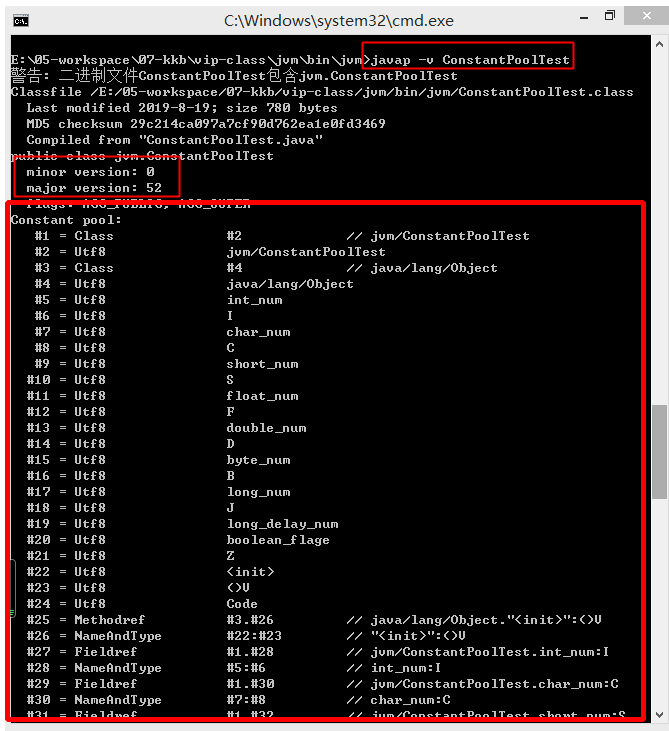 C:\Windows\system32\cmd.exe
E:\05-workspace\07-kkb\vip-class\jvm\bin\jvm>javap -v ConstantPoolTest
警告: 二进制文件ConstantPoolTest包含jvm.ConstantPoolTest
Classfile /E:/05-workspace/07-kkb/vip-class/jvm/bin/jvm/ConstantPoolTest.class
Last modified 2019-8-19; size 780 bytes
MD5 checksum 29c214ca097a7cf90d762ea1e0fd3469
Compiled from "ConstantPoolTest.java"
public class jvm.ConstantPoolTest
minor version: 0
major version: 52
flags: ACC_PUBLIC, ACC_SUPER
Constant pool:
#1 = Class #2 // jvm/ConstantPoolTest
#2 = Utf8 jvm/ConstantPoolTest
#3 = Class #4 // java/lang/Object
#4 = Utf8 java/lang/Object
#5 = Utf8 int_num
#6 = Utf8 I
#7 = Utf8 char_num
#8 = Utf8 C
#9 = Utf8 short_num
#10 = Utf8 S
#11 = Utf8 float_num
#12 = Utf8 F
#13 = Utf8 double_num
#14 = Utf8 D
#15 = Utf8 byte_num
#16 = Utf8 B
#17 = Utf8 long_num
#18 = Utf8 J
#19 = Utf8 long_delay_num
#20 = Utf8 boolean_flage
#21 = Utf8 Z
#22 = Utf8 <init>
#23 = Utf8 ()V
#24 = Utf8 Code
#25 = Methodref #3.#26 // java/lang/Object."<init>":()V
#26 = NameAndType #22:#23 // "<init>":()V
#27 = Fieldref #1.#28 // jvm/ConstantPoolTest.int_num:I
#28 = NameAndType #5:#6 // int_num:I
#29 = Fieldref #1.#30 // jvm/ConstantPoolTest.char_num:C
#30 = NameAndType #7:#8 // char_num:C
#31 = Fieldref #1.#32 // jvm/ConstantPoolTest.short_num:S